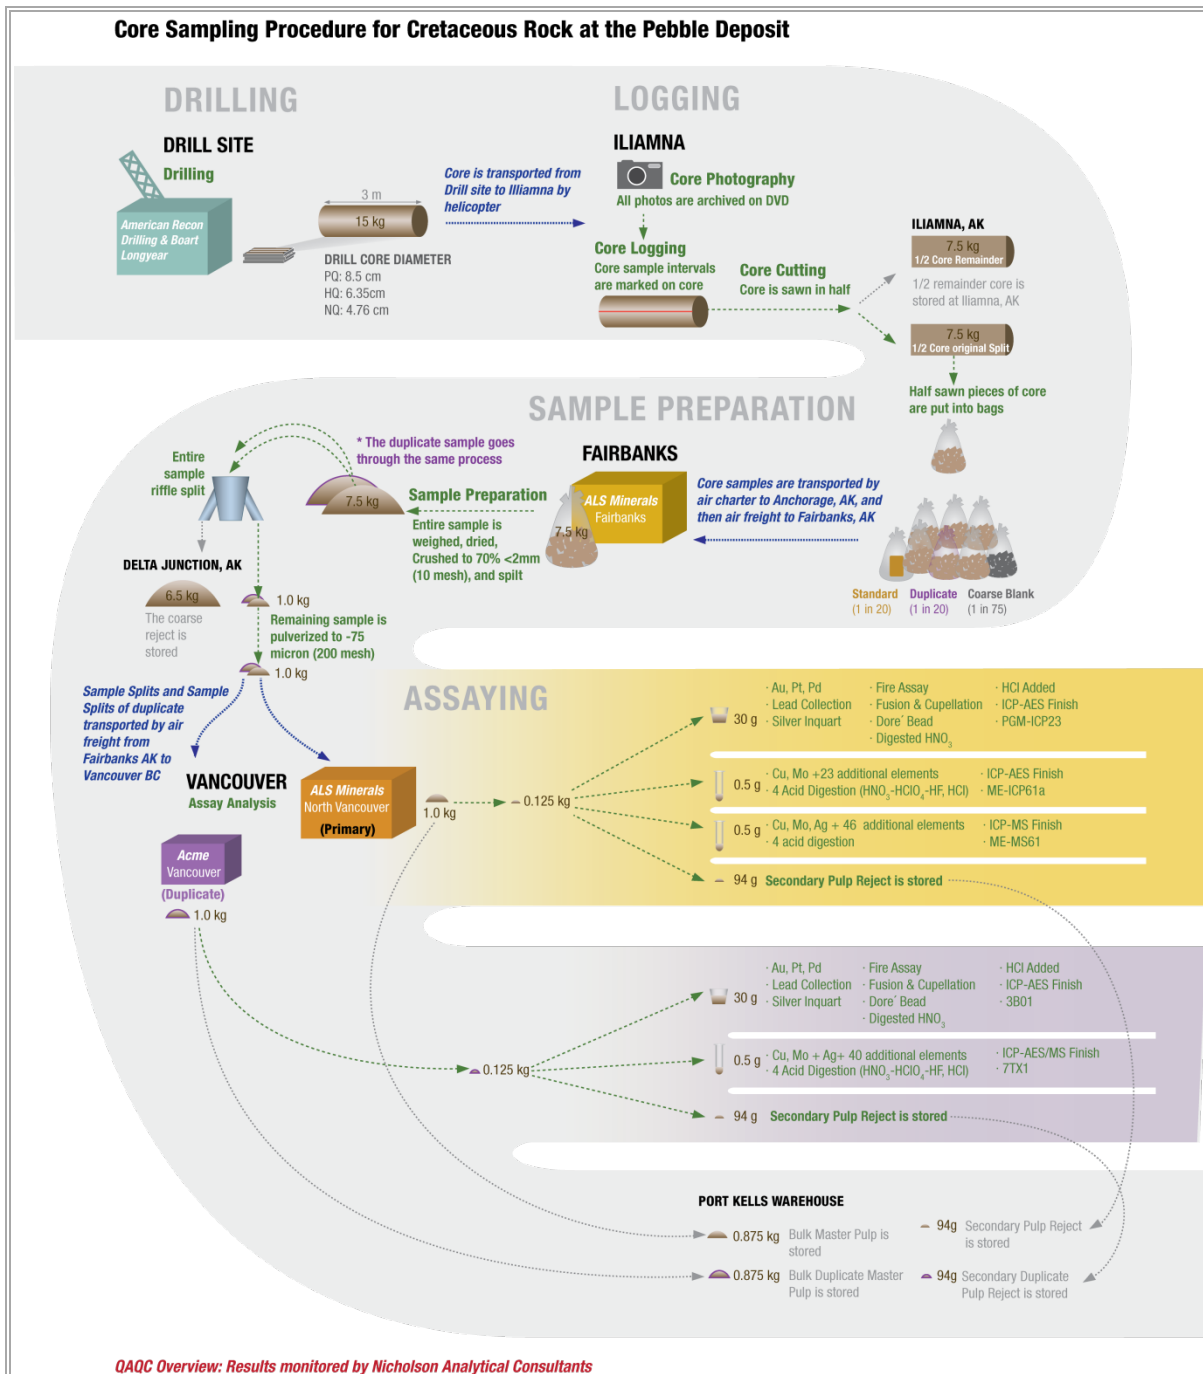 Core Sampling Procedure for Cretaceous Rock at the Pebble Deposit
DRILLING
DRILL SITE
Drilling
American Recon
Drilling & Boart
Longyear
3 m
15 kg
DRILL CORE DIAMETER
PQ: 8.5 cm
HQ: 6.35cm
NQ: 4.76 cm
Core is transported from
Drill site to Illiamna by
helicopter
LOGGING
ILIAMNA
Core Photography
All photos are archived on DVD
Core Logging
Core sample intervals
are marked on core
Core Cutting
Core is sawn in half
ILIAMNA, AK
7.5 kg
1/2 Core Remainder
1/2 remainder core is
stored at Iliamna, AK
7.5 kg
1/2 Core original Split
Half sawn pieces of core
are put into bags
SAMPLE PREPARATION
Standard
(1 in 20)
Duplicate
(1 in 20)
Coarse Blank
(1 in 75)
Core samples are transported by
air charter to Anchorage, AK, and
then air freight to Fairbanks, AK
FAIRBANKS
ALS Minerals
Fairbanks
7.5 kg
Sample Preparation
Entire sample is
weighed, dried,
Crushed to 70% <2mm
(10 mesh), and spilt
* The duplicate sample goes
through the same process
7.5 kg
Entire
sample
riffle split
DELTA JUNCTION, AK
6.5 kg
The coarse
reject is
stored
1.0 kg
Remaining sample is
pulverized to -75
micron (200 mesh)
1.0 kg
Sample Splits and Sample
Splits of duplicate
transported by air
freight from
Fairbanks AK to
Vancouver BC
VANCOUVER
Assay Analysis
ASSAYING
ALS Minerals
North Vancouver
(Primary)
1.0 kg
0.125 kg
30 g
· Au, Pt, Pd
· Lead Collection
· Silver Inquart
· Fire Assay
· Fusion & Cupellation
· Dore´ Bead
· Digested HNO3
· HCl Added
· ICP-AES Finish
· PGM-ICP23
0.5 g
· Cu, Mo +23 additional elements
· 4 Acid Digestion (HNO3-HClO4-HF, HCl)
· ICP-AES Finish
· ME-ICP61a
0.5 g
· Cu, Mo, Ag + 46 additional elements
· 4 acid digestion
· ICP-MS Finish
· ME-MS61
94 g Secondary Pulp Reject is stored
Acme
Vancouver
(Duplicate)
1.0 kg
0.125 kg
30 g
· Au, Pt, Pd
· Lead Collection
· Silver Inquart
· Fire Assay
· Fusion & Cupellation
· Dore´ Bead
· Digested HNO3
· HCl Added
· ICP-AES Finish
· 3B01
0.5 g
· Cu, Mo + Ag+ 40 additional elements
· 4 Acid Digestion (HNO3-HClO4-HF, HCl)
· ICP-AES/MS Finish
· 7TX1
94 g Secondary Pulp Reject is stored
PORT KELLS WAREHOUSE
0.875 kg Bulk Master Pulp is
stored
94g Secondary Pulp Reject
is stored
0.875 kg Bulk Duplicate Master
Pulp is stored
94g Secondary Duplicate
Pulp Reject is stored
QAQC Overview: Results monitored by Nicholson Analytical Consultants